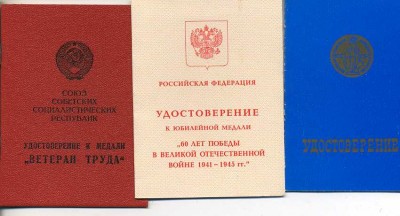 СОЮЗ
СОВЕТСКИХ
СОЦИАЛИСТИЧЕСКИХ
РЕСПУБЛИК
УДОСТОВЕРЕНИЕ К МЕДАЛИ
„ВЕТЕРАН ТРУДА“
РОССИЙСКАЯ ФЕДЕРАЦИЯ
УДОСТОВЕРЕНИЕ
К ЮБИЛЕЙНОЙ МЕДАЛИ
„60 ЛЕТ ПОБЕДЫ
В ВЕЛИКОЙ ОТЕЧЕСТВЕННОЙ
ВОЙНЕ 1941–1945 гг.“
УДОСТОВЕРЕНИЕ